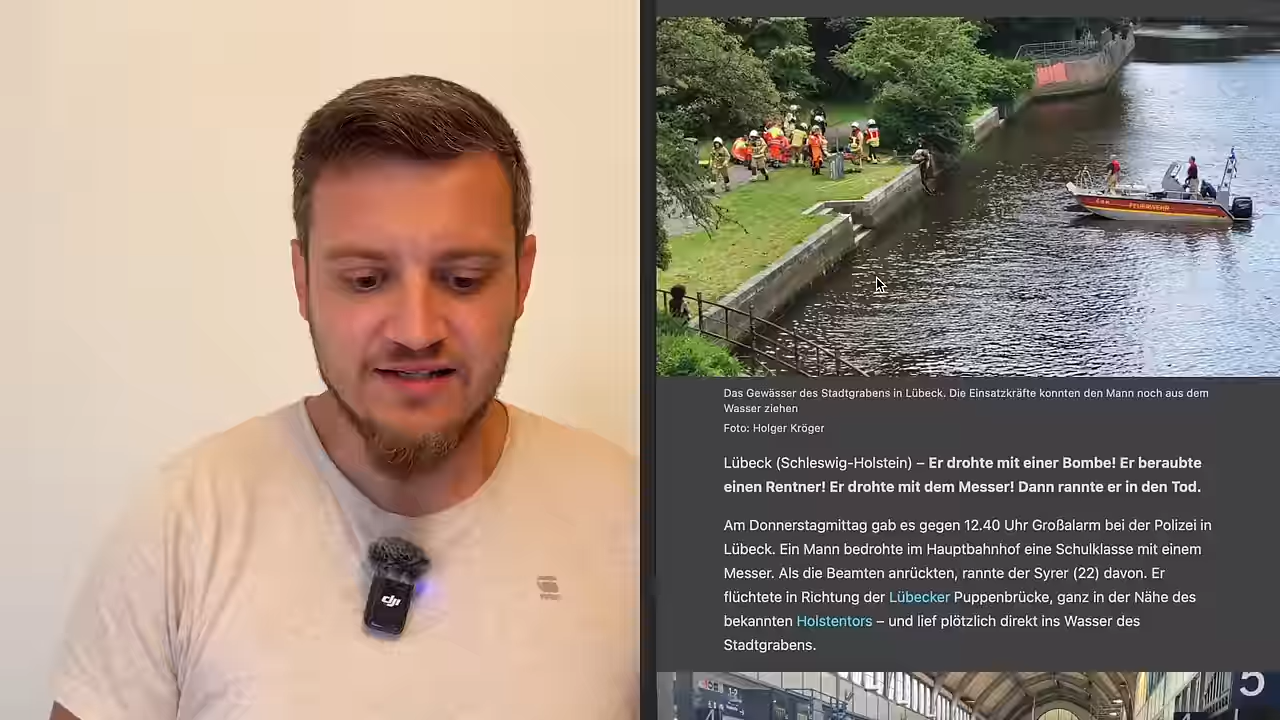 dji
FEUERWEHR
Das Gewässer des Stadtgrabens in Lübeck. Die Einsatzkräfte konnten den Mann noch aus dem
Wasser ziehen
Foto: Holger Kröger
Lübeck (Schleswig-Holstein) – Er drohte mit einer Bombe! Er beraubte
einen Rentner! Er drohte mit dem Messer! Dann rannte er in den Tod.
Am Donnerstagmittag gab es gegen 12.40 Uhr Großalarm bei der Polizei in
Lübeck. Ein Mann bedrohte im Hauptbahnhof eine Schulklasse mit einem
Messer. Als die Beamten anrückten, rannte der Syrer (22) davon. Er
flüchtete in Richtung der Lübecker Puppenbrücke, ganz in der Nähe des
bekannten Holstentors – und lief plötzlich direkt ins Wasser des
Stadtgrabens.
5